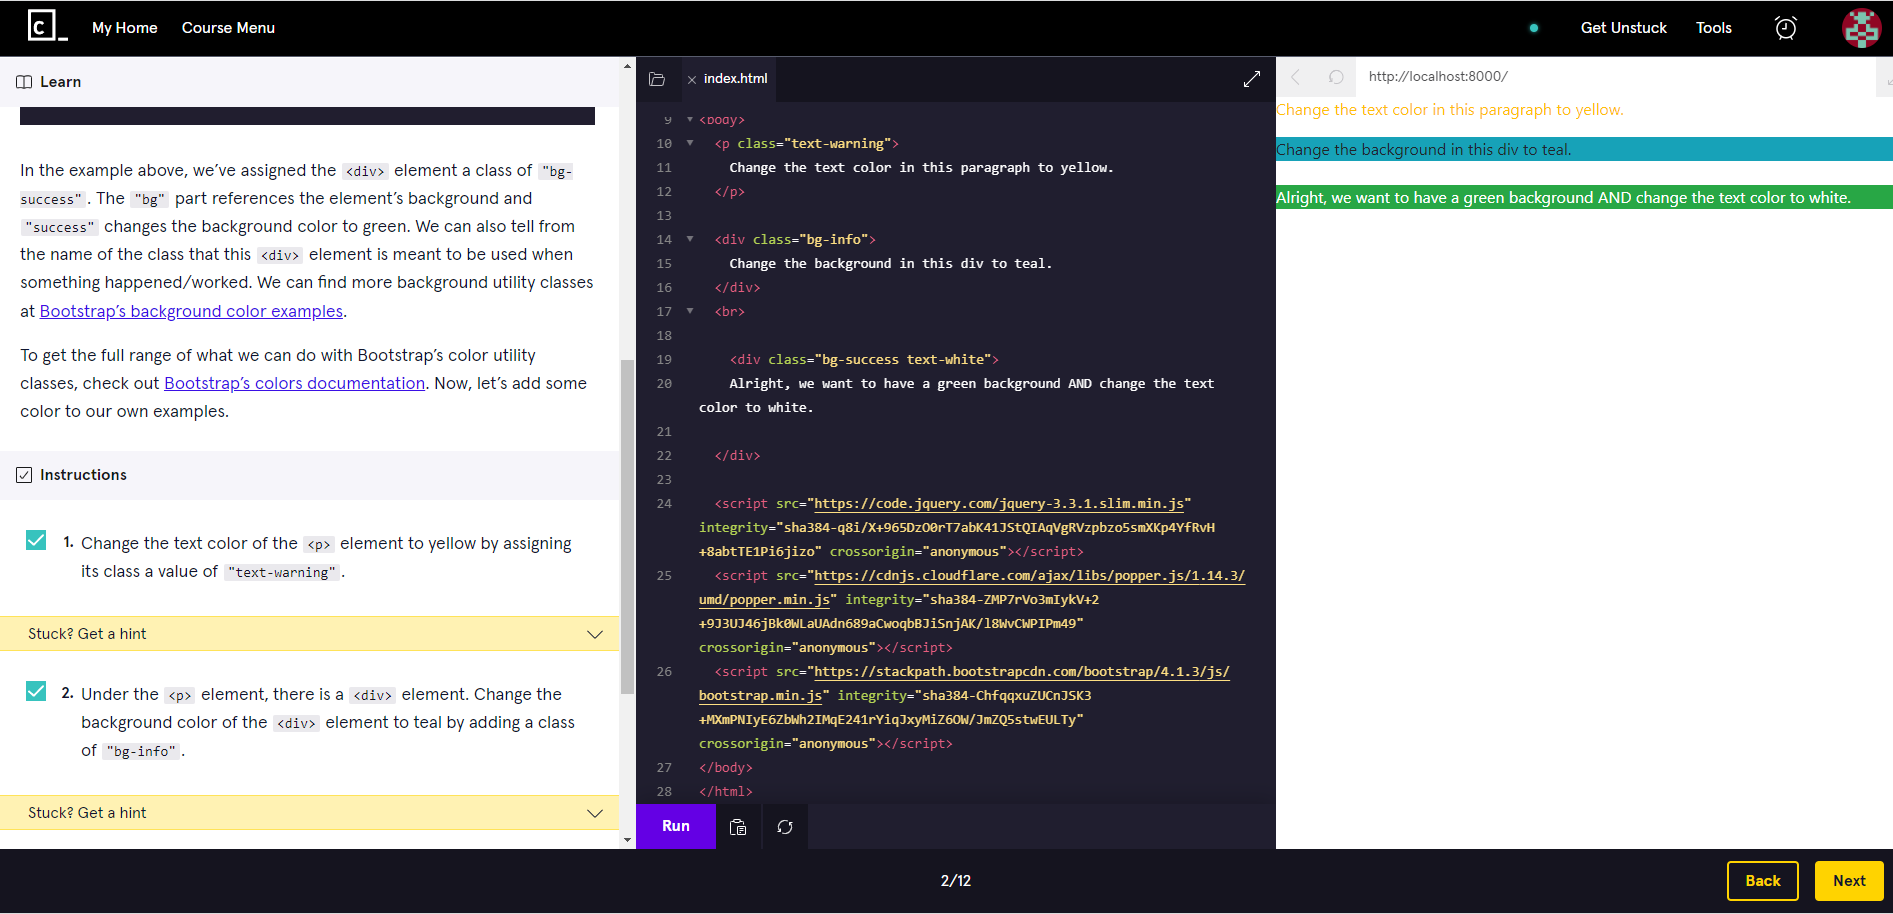 C_
My Home
Course Menu
Get Unstuck
Tools
Learn
In the example above, we’ve assigned the <div> element a class of "bg-
success". The "bg" part references the element’s background and
"success" changes the background color to green. We can also tell from
the name of the class that this <div> element is meant to be used when
something happened/worked. We can find more background utility classes
at Bootstrap’s background color examples.
To get the full range of what we can do with Bootstrap’s color utility
classes, check out Bootstrap’s colors documentation. Now, let’s add some
color to our own examples.
Instructions
1. Change the text color of the <p> element to yellow by assigning
its class a value of "text-warning".
Stuck? Get a hint
2. Under the <p> element, there is a <div> element. Change the
background color of the <div> element to teal by adding a class
of "bg-info".
Stuck? Get a hint
index.html
9 <body>
10 <p class="text-warning">
11 Change the text color in this paragraph to yellow.
12 </p>
13
14 <div class="bg-info">
15 Change the background in this div to teal.
16 </div>
17 <br>
18
19 <div class="bg-success text-white">
20 Alright, we want to have a green background AND change the text
color to white.
21
22 </div>
23
24 <script src="https://code.jquery.com/jquery-3.3.1.slim.min.js"
integrity="sha384-q8i/X+965DzO0rT7abK41JStQIAqVgRVzpbzo5smXKp4YfRvH
+8abtTE1Pi6jizo" crossorigin="anonymous"></script>
25 <script src="https://cdnjs.cloudflare.com/ajax/libs/popper.js/1.14.3/
umd/popper.min.js" integrity="sha384-ZMP7rVo3mIykV+2
+9J3UJ46jBk0WLaUAdn689aCwoqbBJiSnjAK/l8WvCWPIPm49"
crossorigin="anonymous"></script>
26 <script src="https://stackpath.bootstrapcdn.com/bootstrap/4.1.3/js/
bootstrap.min.js" integrity="sha384-ChfqqxuZUCnJSK3
+MXmPNIyE6ZbWh2IMqE241rYiqJxyMiZ6OW/JmZQ5stwEULTy"
crossorigin="anonymous"></script>
27 </body>
28 </html>
Run
http://localhost:8000/
Change the text color in this paragraph to yellow.
Change the background in this div to teal.
Alright, we want to have a green background AND change the text color to white.
2/12
Back
Next